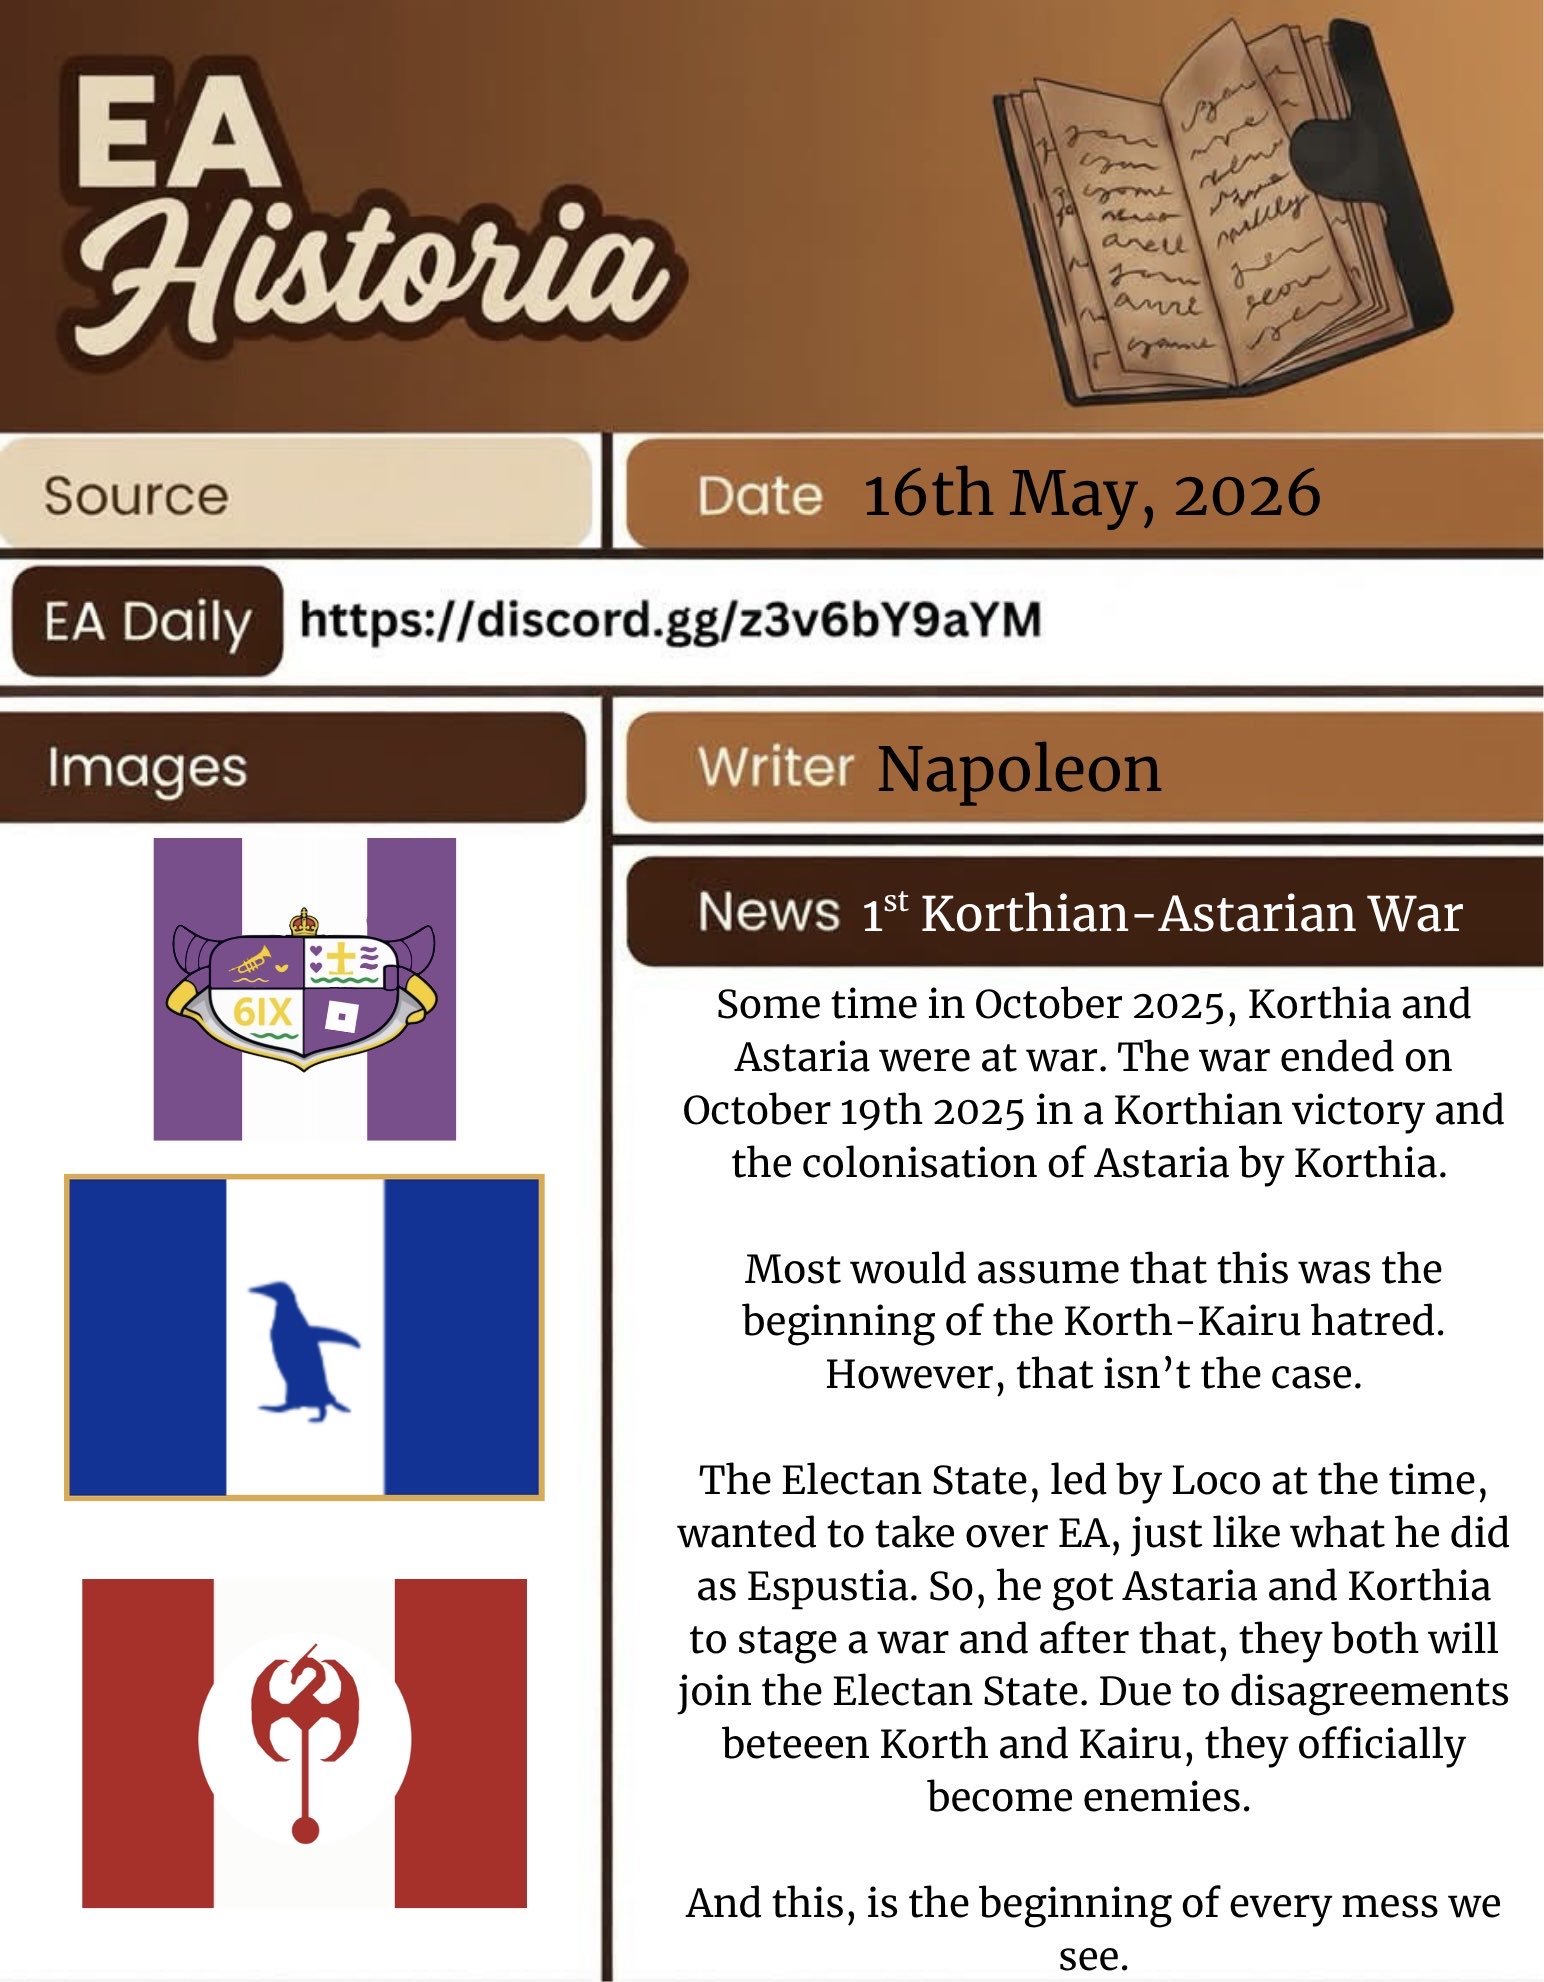 EA
Historia
Source
Date 16th May, 2026
EA Daily https://discord.gg/z3v6bY9aYM
Images
Writer Napoleon
6IX
News 1st Korthian-Astarian War
Some time in October 2025, Korthia and
Astaria were at war. The war ended on
October 19th 2025 in a Korthian victory and
the colonisation of Astaria by Korthia.
Most would assume that this was the
beginning of the Korth-Kairu hatred.
However, that isn't the case.
The Electan State, led by Loco at the time,
wanted to take over EA, just like what he did
as Espustia. So, he got Astaria and Korthia
to stage a war and after that, they both will
join the Electan State. Due to disagreements
beteeen Korth and Kairu, they officially
become enemies.
And this, is the beginning of every mess we
see.